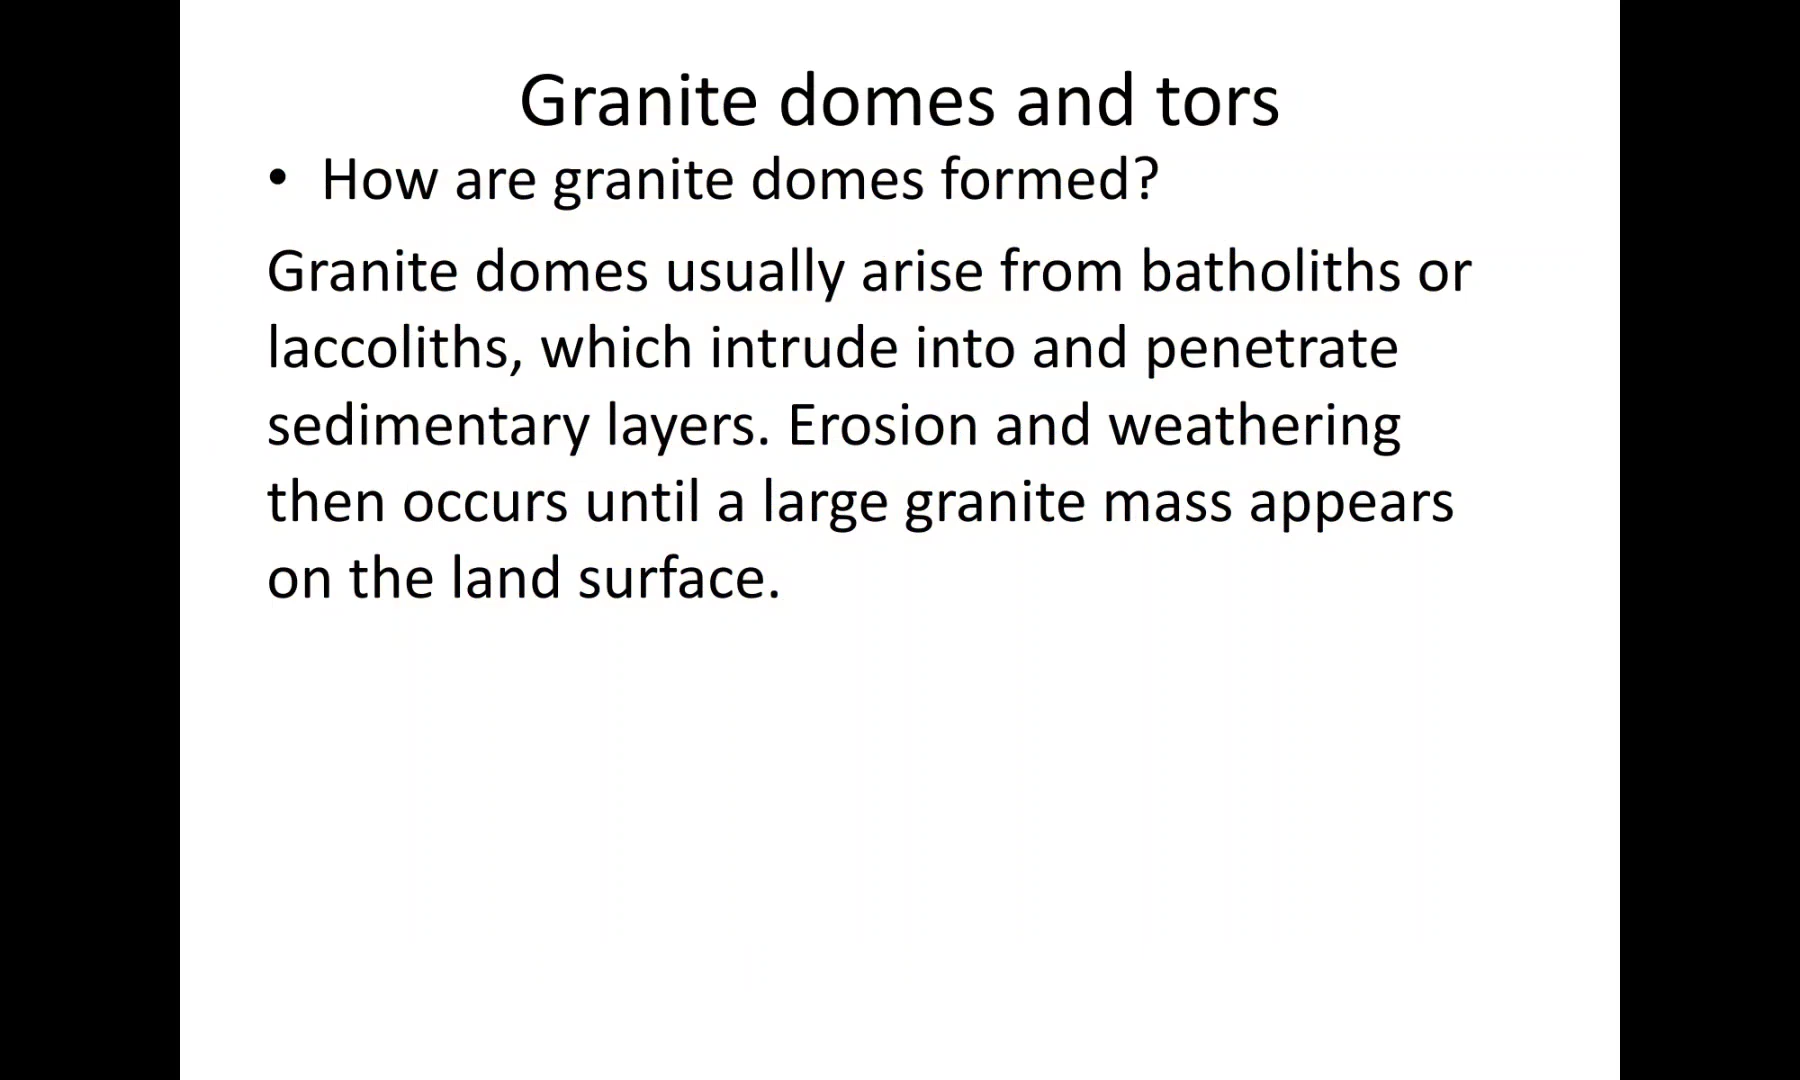 Granite domes and tors
• How are granite domes formed?
Granite domes usually arise from batholiths or
laccoliths, which intrude into and penetrate
sedimentary layers. Erosion and weathering
then occurs until a large granite mass appears
on the land surface.